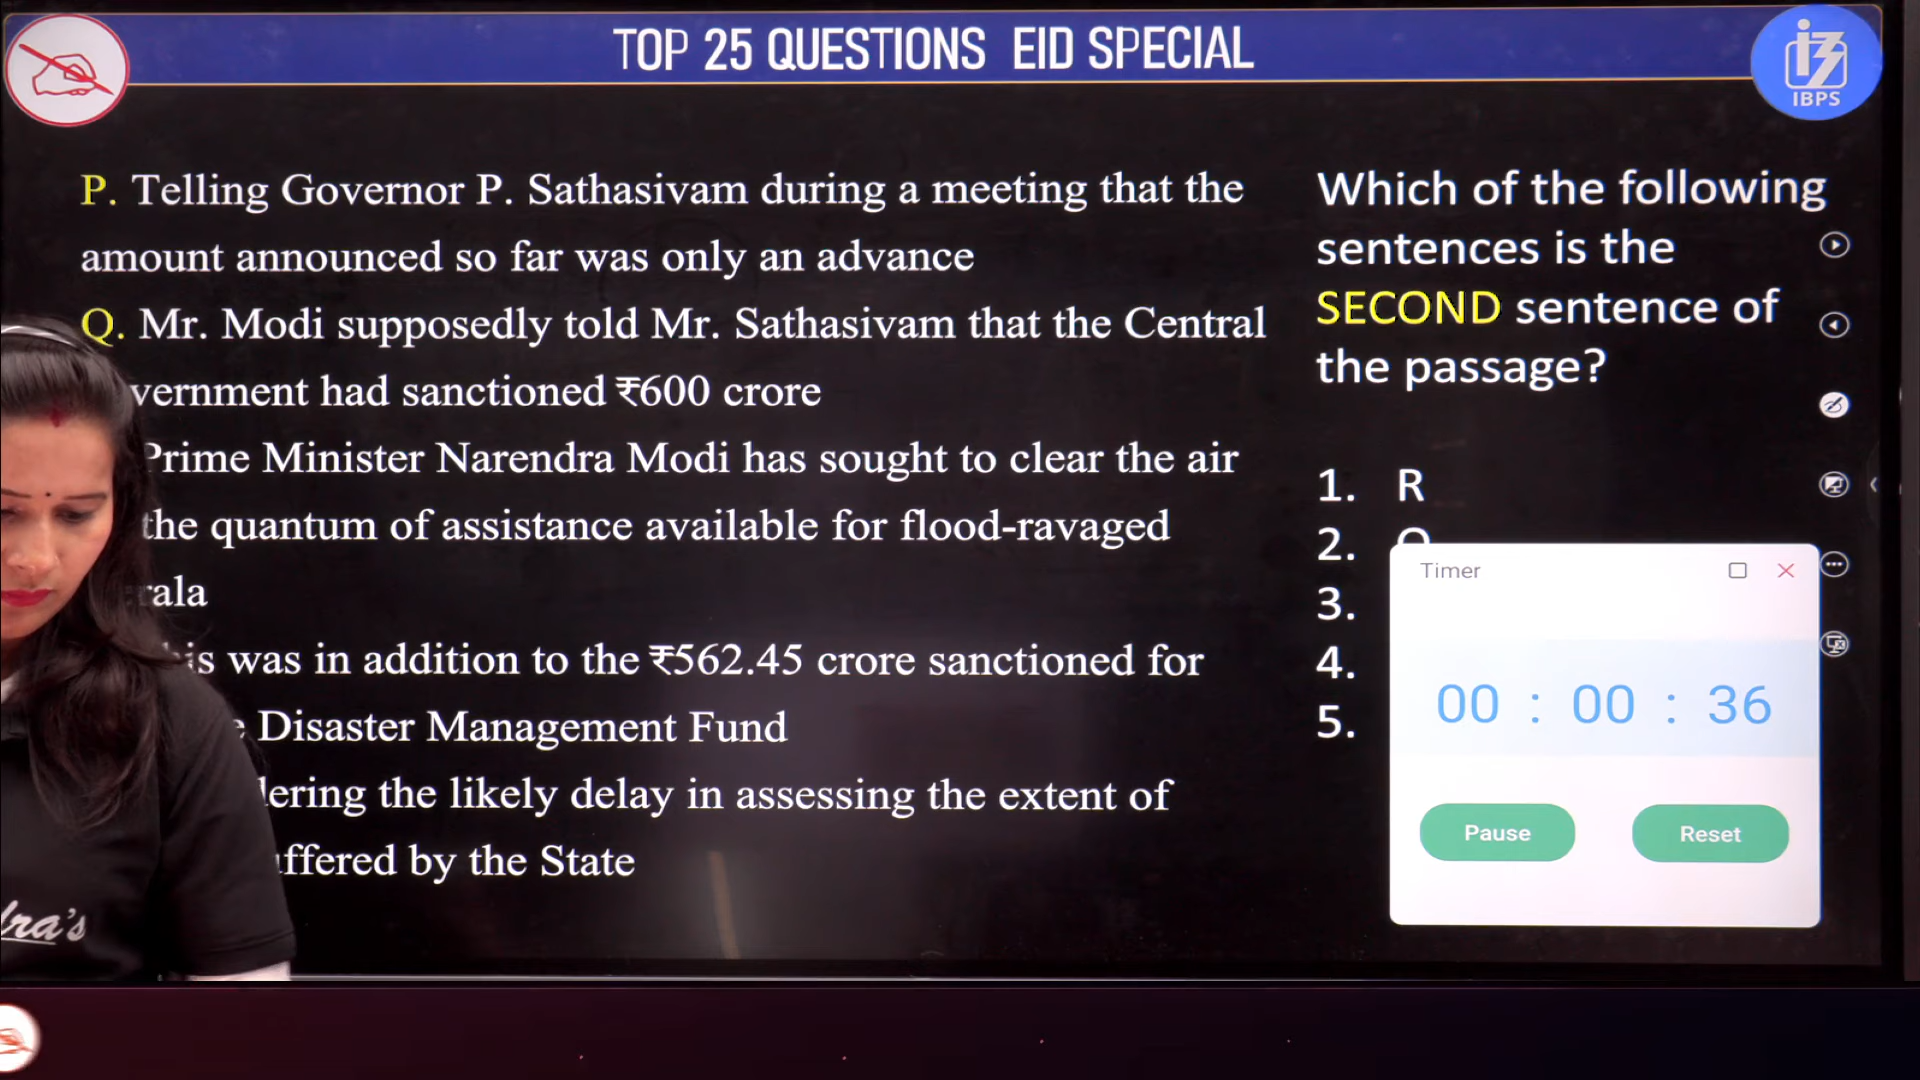 TOP 25 QUESTIONS EID SPECIAL
IBPS
P. Telling Governor P. Sathasivam during a meeting that the
amount announced so far was only an advance
Q. Mr. Modi supposedly told Mr. Sathasivam that the Central
vernment had sanctioned ₹600 crore
Prime Minister Narendra Modi has sought to clear the air
the quantum of assistance available for flood-ravaged
rala
is was in addition to the ₹562.45 crore sanctioned for
Disaster Management Fund
dering the likely delay in assessing the extent of
uffered by the State
Which of the following
sentences is the
SECOND sentence of
the passage?
1. R
2.
3.
4.
5.
Timer
00 : 00 : 36
Pause
Reset
ra's